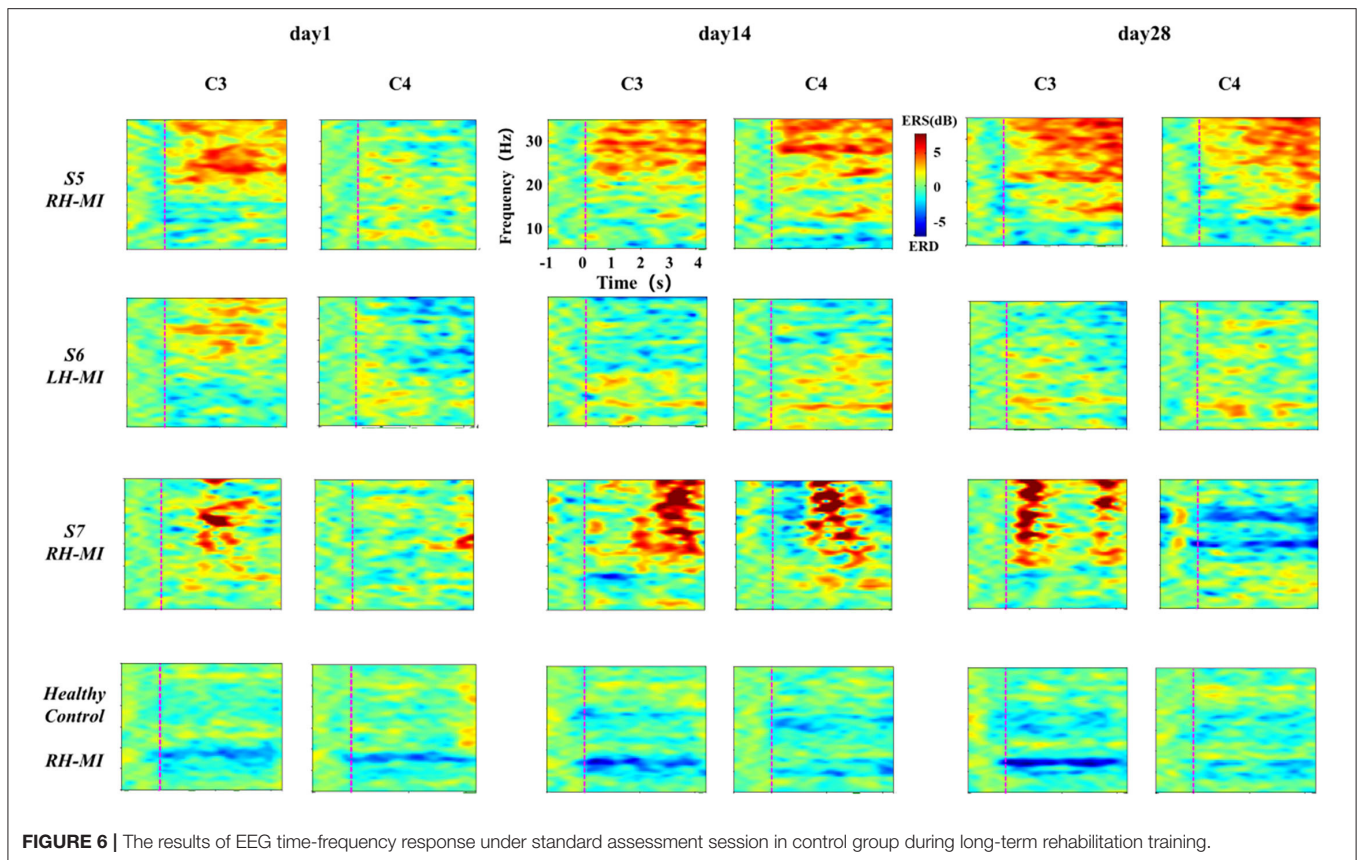 day1 day14 day28
C3 C4 C3 C4 C3 C4
S5
RH-MI
Frequency (Hz)
30
20
10
-1 0 1 2 3 4
Time (s)
ERS(dB)
5
0
-5
ERD
S6
LH-MI
S7
RH-MI
Healthy
Control
RH-MI
FIGURE 6 | The results of EEG time-frequency response under standard assessment session in control group during long-term rehabilitation training.